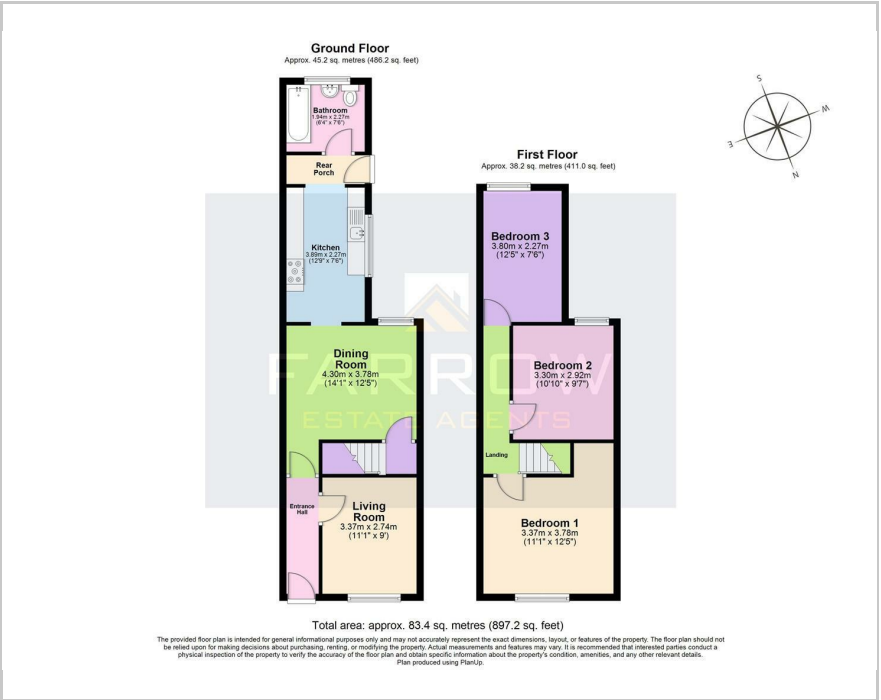 Ground Floor
Approx. 45.2 sq. metres (486.2 sq. feet)
Bathroom
1.94m x 2.27m
(6'4" x 7'6")
Rear
Porch
Kitchen
3.89m x 2.27m
(12'9" x 7'6")
Dining
Room
4.30m x 3.78m
(14'1" x 12'5")
Entrance
Hall
Living
Room
3.37m x 2.74m
(11'1" x 9')
First Floor
Approx. 38.2 sq. metres (411.0 sq. feet)
Bedroom 3
3.80m x 2.27m
(12'5" x 7'6")
Bedroom 2
3.30m x 2.92m
(10'10" x 9'7")
Landing
Bedroom 1
3.37m x 3.78m
(11'1" x 12'5")
S
W
E
N
FARROW
ESTATE AGENTS
Total area: approx. 83.4 sq. metres (897.2 sq. feet)
The provided floor plan is intended for general informational purposes only and may not accurately represent the exact dimensions, layout, or features of the property. The floor plan should not
be relied upon for making decisions about purchasing, renting, or modifying the property. Actual measurements and features may vary. It is recommended that interested parties conduct a
physical inspection of the property to verify the accuracy of the floor plan and obtain specific information about the property's condition, amenities, and any other relevant details.
Plan produced using PlanUp.